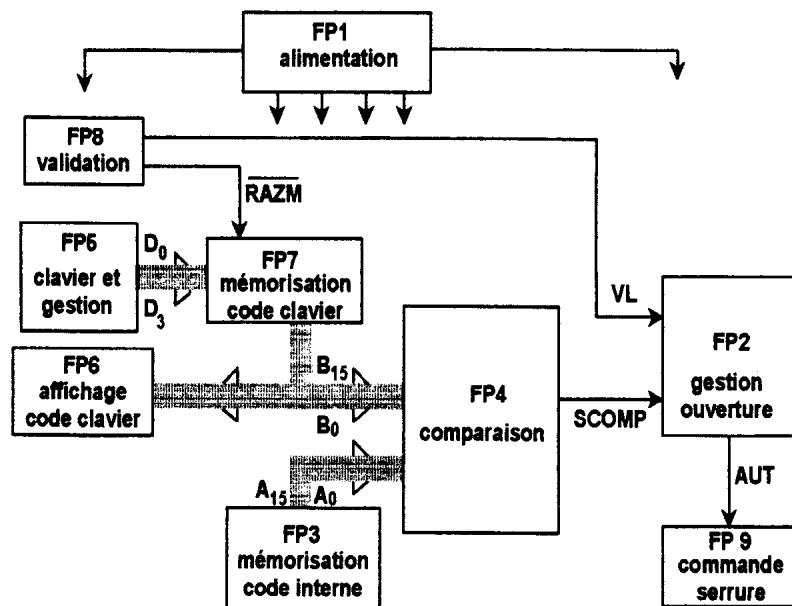 FP1
alimentation
FP8
validation
RAZM
FP5
clavier et
gestion
D0
D3
FP7
mémorisation
code clavier
VL
FP6
affichage
code clavier
B15
B0
FP4
comparaison
SCOMP
FP2
gestion
ouverture
A15 A0
AUT
FP3
mémorisation
code interne
FP 9
commande
serrure